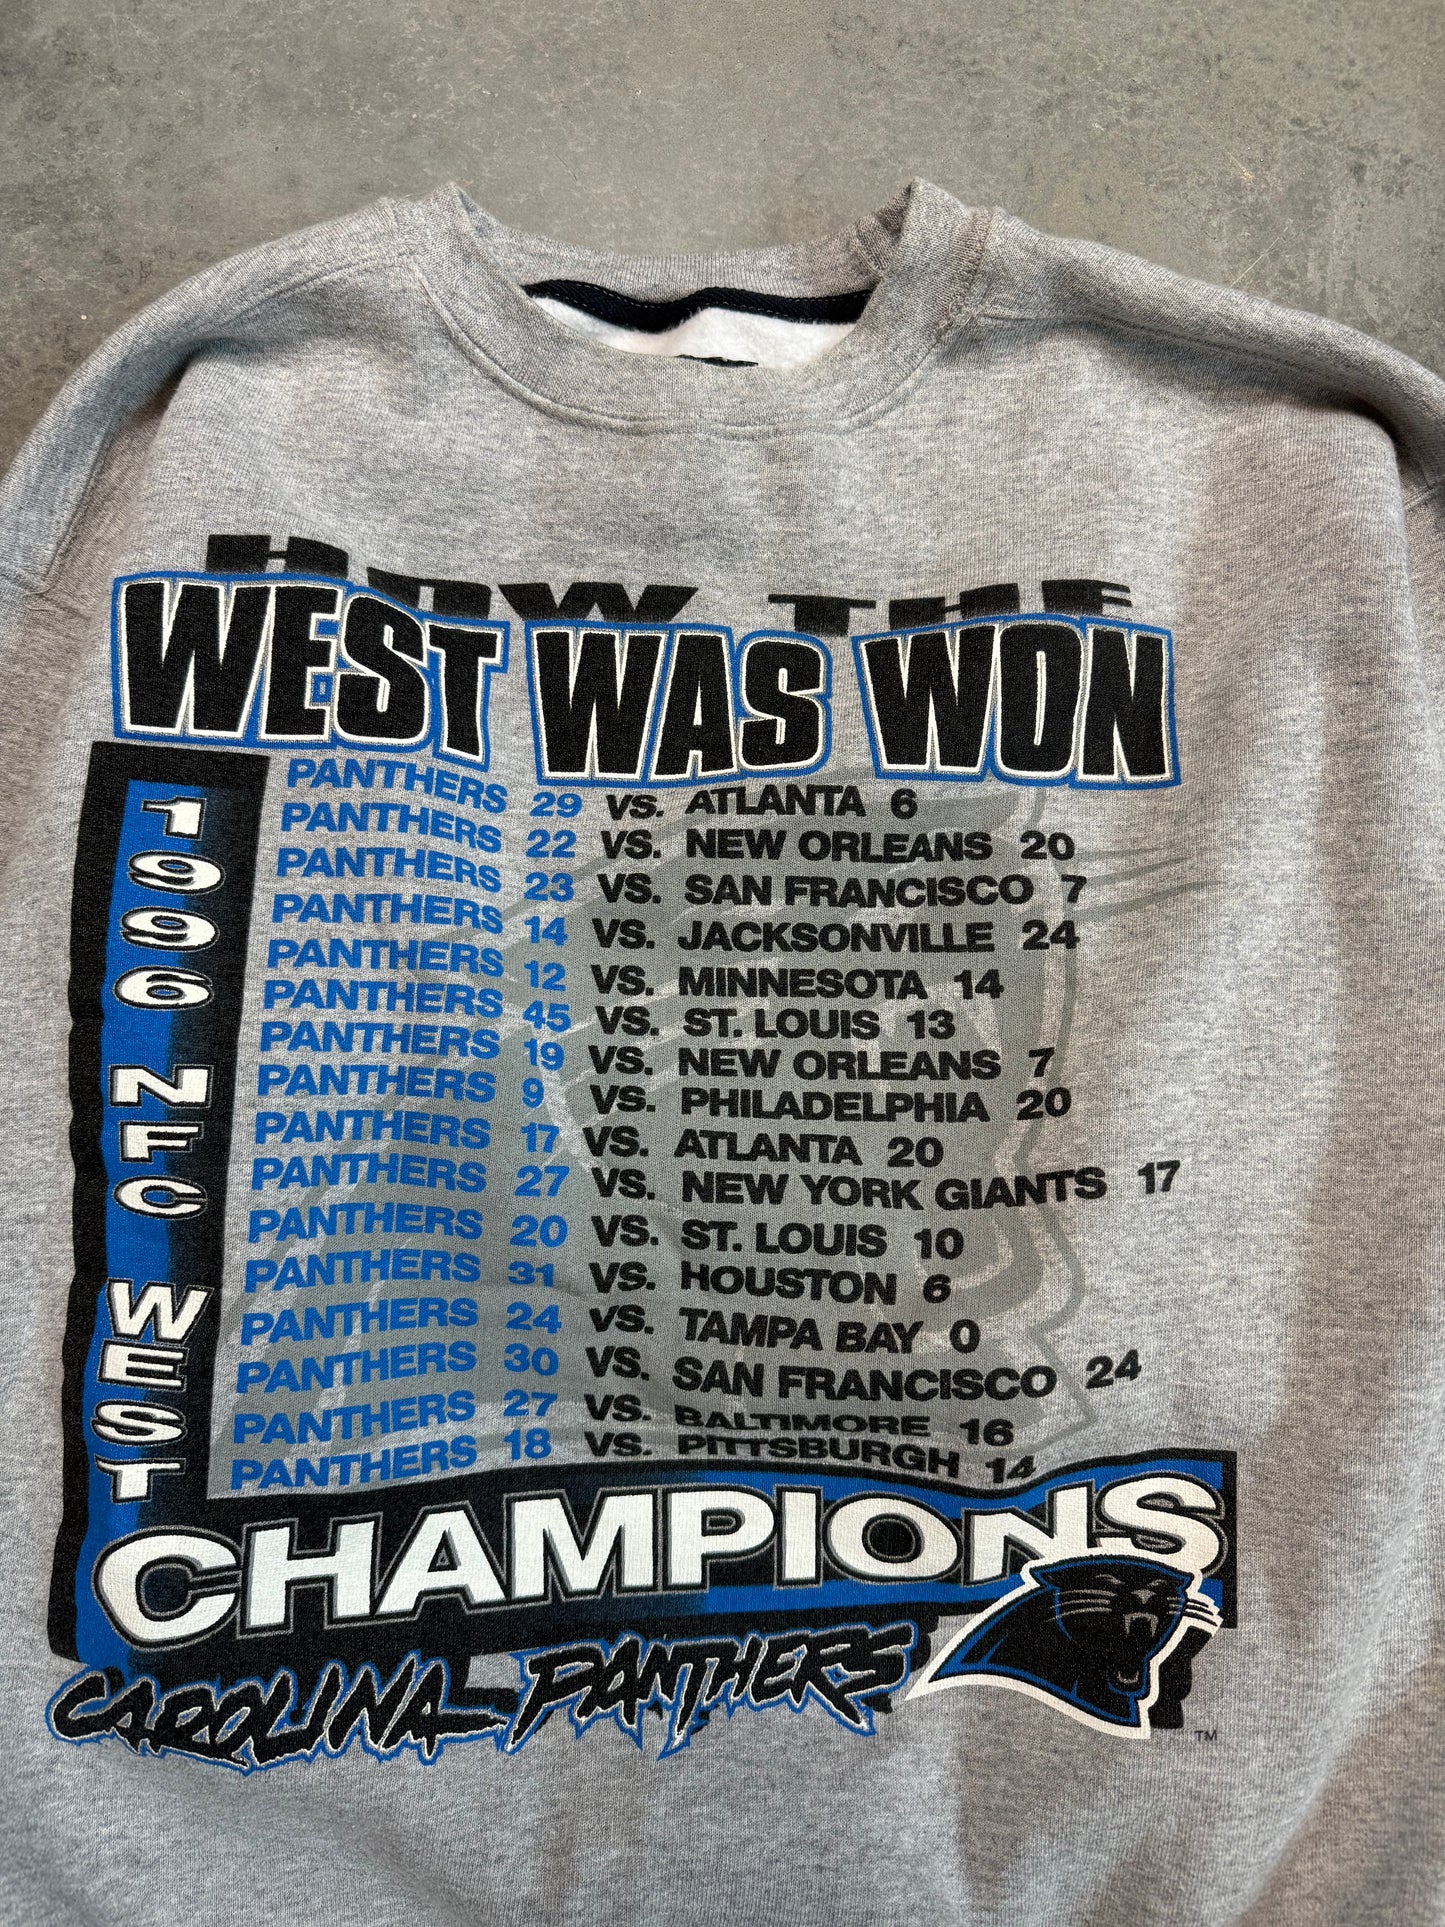 HOW THE
WEST WAS WON
1996 NFC WEST
PANTHERS 29 VS. ATLANTA 6
PANTHERS 22 VS. NEW ORLEANS 20
PANTHERS 23 VS. SAN FRANCISCO 7
PANTHERS 14 VS. JACKSONVILLE 24
PANTHERS 12 VS. MINNESOTA 14
PANTHERS 45 VS. ST. LOUIS 13
PANTHERS 19 VS. NEW ORLEANS 7
PANTHERS 9 VS. PHILADELPHIA 20
PANTHERS 17 VS. ATLANTA 20
PANTHERS 27 VS. NEW YORK GIANTS 17
PANTHERS 20 VS. ST. LOUIS 10
PANTHERS 31 VS. HOUSTON 6
PANTHERS 24 VS. TAMPA BAY 0
PANTHERS 30 VS. SAN FRANCISCO 24
PANTHERS 27 VS. BALTIMORE 16
PANTHERS 18 VS. PITTSBURGH 14
CHAMPIONS
CAROLINA PANTHERS
TM